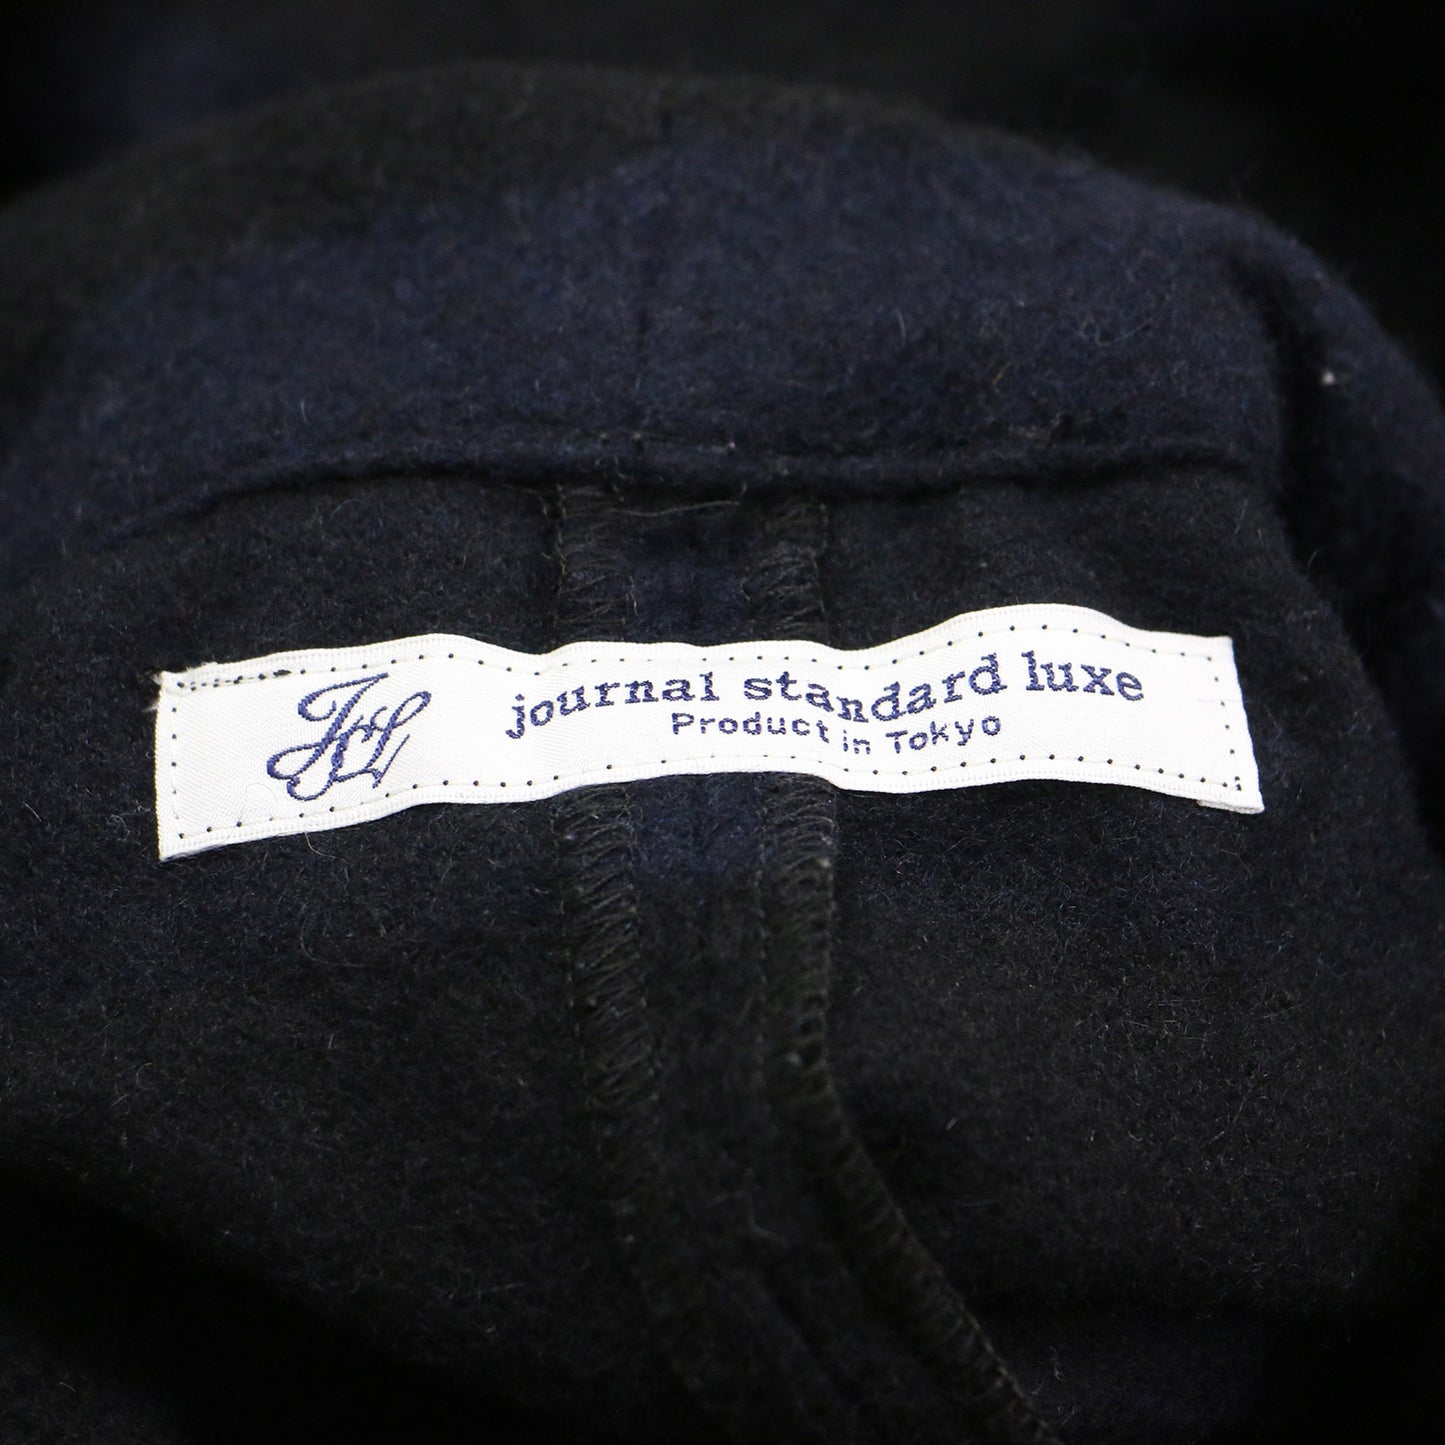 JSL
journal standard luxe
Product in Tokyo